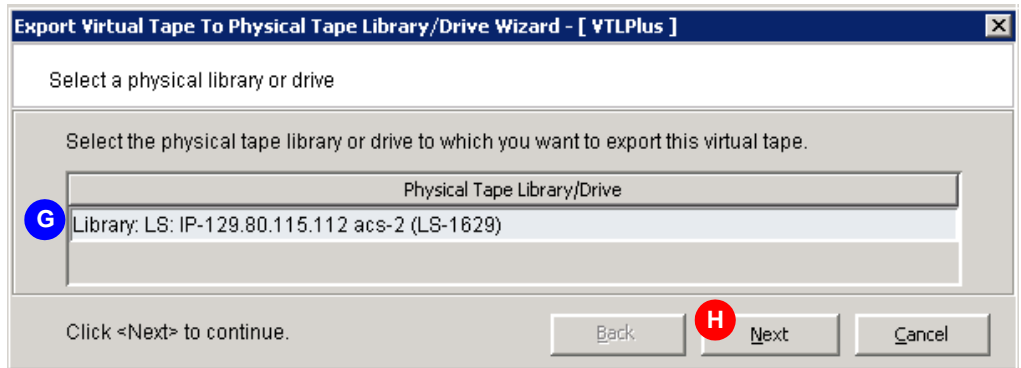 Export Virtual Tape To Physical Tape Library/Drive Wizard - [ VTLPlus ]
Select a physical library or drive
Select the physical tape library or drive to which you want to export this virtual tape.
Physical Tape Library/Drive
G
Library: LS: IP-129.80.115.112 acs-2 (LS-1629)
Click <Next> to continue.
Back
H
Next
Cancel